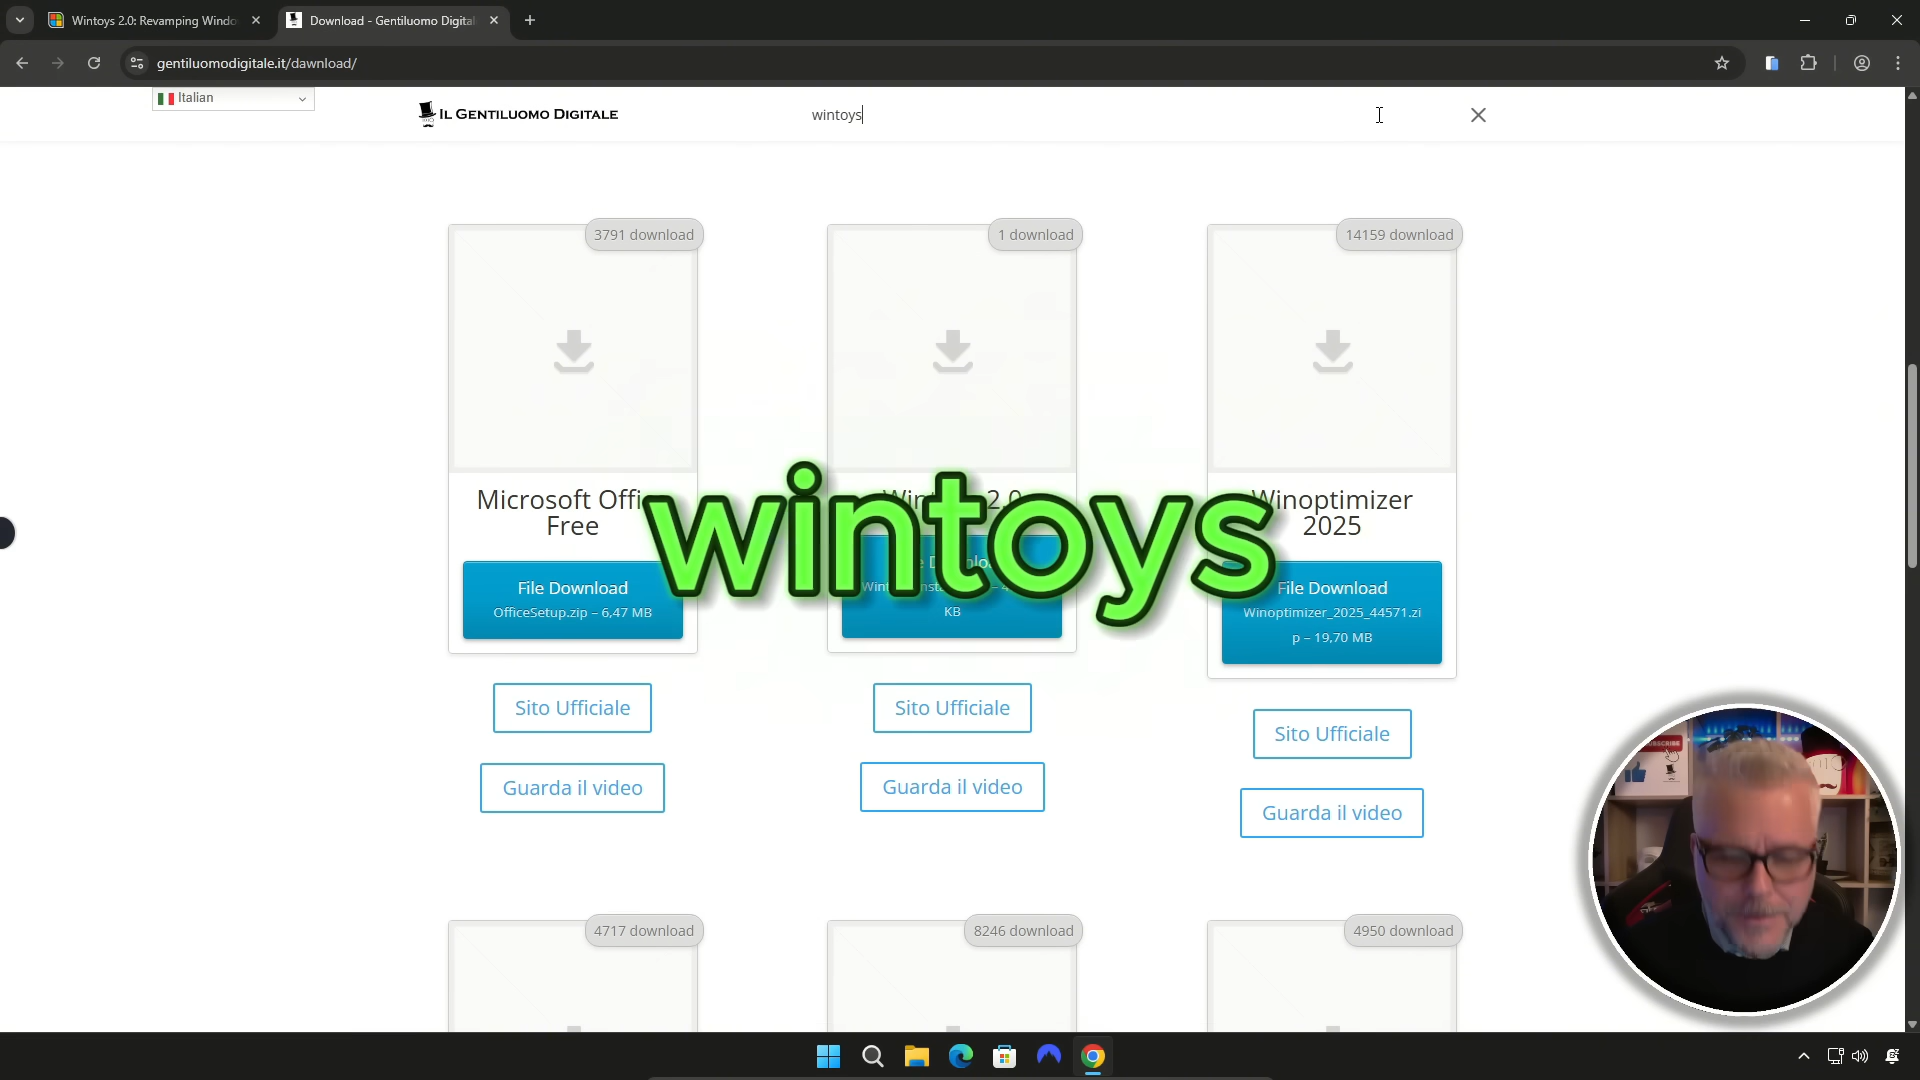 Wintoys 2.0: Revamping Windo
Download - Gentiluomo Digital
gentiluomodigitale.it/dawnload/
Italian
IL GENTILUOMO DIGITALE
wintoys
3791 download
1 download
14159 download
Microsoft Offi
Free
2.0
Winoptimizer
2025
wintoys
File Download
OfficeSetup.zip – 6,47 MB
KB
File Download
Winoptimizer_2025_44571.zi
p – 19,70 MB
Sito Ufficiale
Sito Ufficiale
Sito Ufficiale
Guarda il video
Guarda il video
Guarda il video
4717 download
8246 download
4950 download
SUBSCRIBE